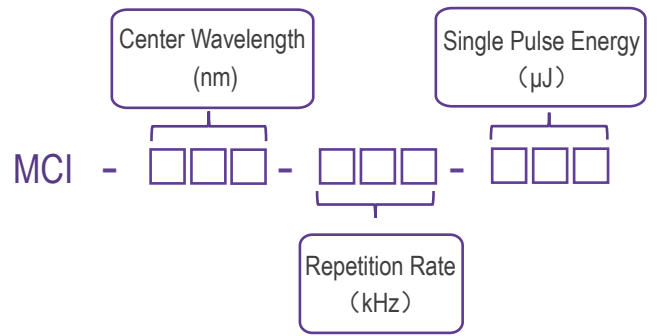 Center Wavelength
(nm)
Single Pulse Energy
（μJ）
MCI - □□□ - □□□ - □□□
Repetition Rate
（kHz）